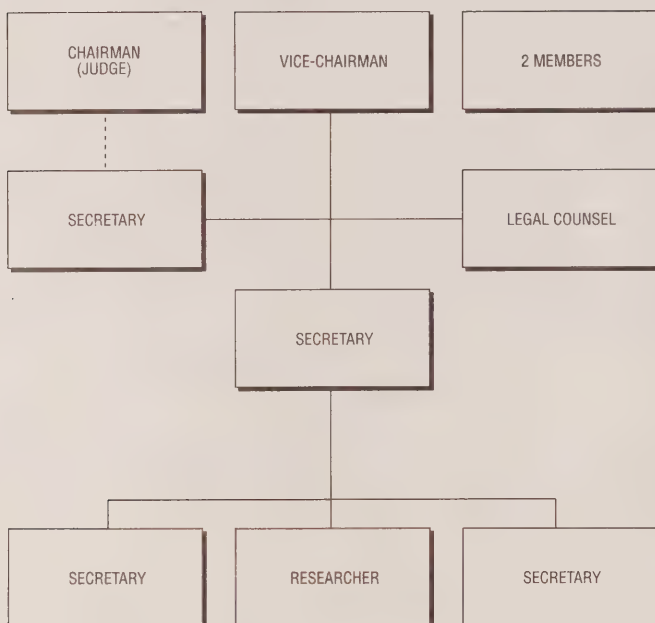 CHAIRMAN
(JUDGE)
VICE-CHAIRMAN
2 MEMBERS
SECRETARY
LEGAL COUNSEL
SECRETARY
SECRETARY
RESEARCHER
SECRETARY